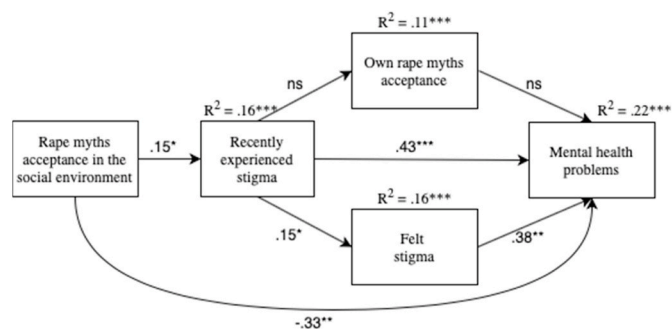 R² = .11***
Own rape myths
acceptance
ns
ns
R² = .16***
R² = .22***
Rape myths
acceptance in the
social environment
.15*
Recently
experienced
stigma
.43***
Mental health
problems
R² = .16***
.15*
Felt
stigma
.38**
-.33**